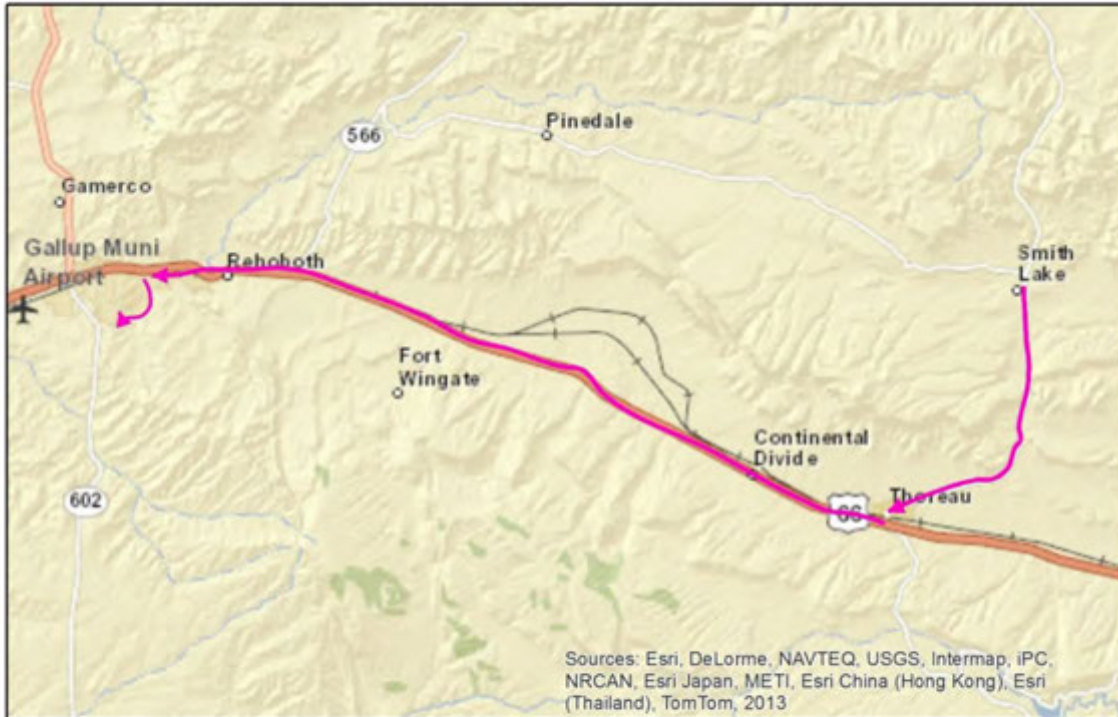 566
Pinedale
Gamerco
Gallup Muni
Airport
Rehoboth
Smith
Lake
Fort
Wingate
Continental
Divide
Thoreau
66
602
Sources: Esri, DeLorme, NAVTEQ, USGS, Intermap, iPC,
NRCAN, Esri Japan, METI, Esri China (Hong Kong), Esri
(Thailand), TomTom, 2013